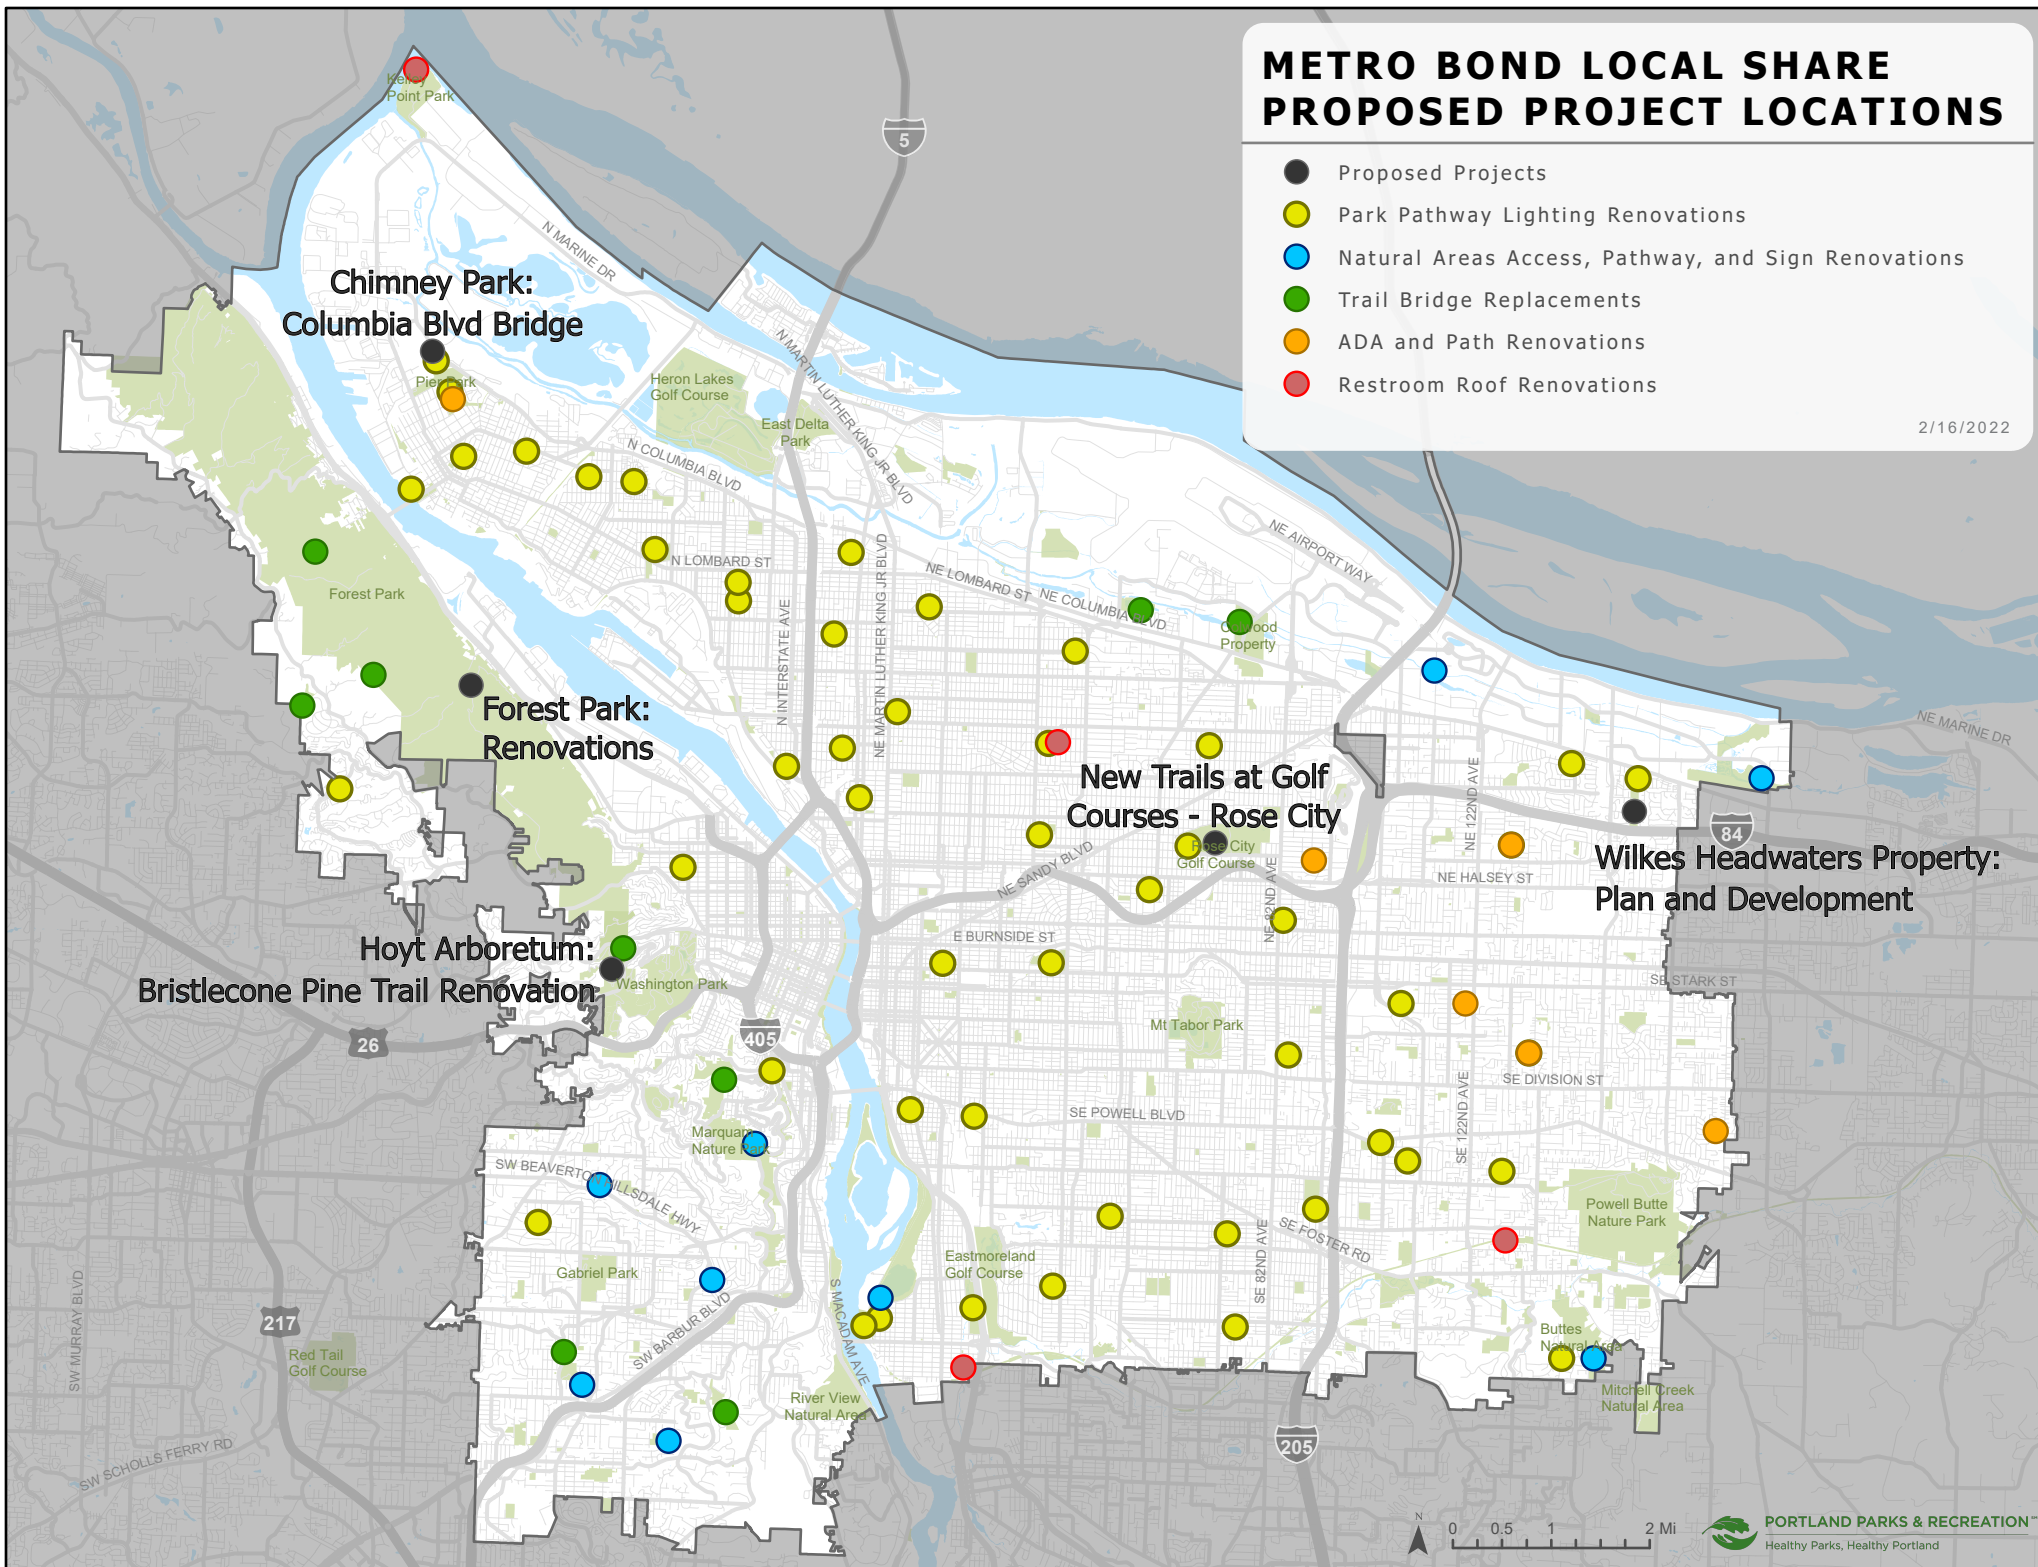 METRO BOND LOCAL SHARE
PROPOSED PROJECT LOCATIONS
Proposed Projects
Park Pathway Lighting Renovations
Natural Areas Access, Pathway, and Sign Renovations
Trail Bridge Replacements
ADA and Path Renovations
Restroom Roof Renovations
2/16/2022
Kelley
Point Park
5
N MARINE DR
Chimney Park:
Columbia Blvd Bridge
Pier Park
Heron Lakes
Golf Course
East Delta
Park
N MARTIN LUTHER KING JR BLVD
N COLUMBIA BLVD
NE AIRPORT WAY
N LOMBARD ST
NE MARTIN LUTHER KING JR BLVD
NE LOMBARD ST
NE COLUMBIA BLVD
Forest Park
N INTERSTATE AVE
Property
Forest Park:
Renovations
NE MARINE DR
New Trails at Golf
Courses - Rose City
Rose City
Golf Course
NE 122ND AVE
84
NE SANDY BLVD
NE 82ND AVE
NE HALSEY ST
Wilkes Headwaters Property:
Plan and Development
Hoyt Arboretum:
Bristlecone Pine Trail Renovation
Washington Park
E BURNSIDE ST
SE STARK ST
26
405
Mt Tabor Park
SE DIVISION ST
SE 122ND AVE
SE POWELL BLVD
Marquam
Nature Park
SW BEAVERTON HILLSDALE HWY
Powell Butte
Nature Park
SE 82ND AVE
SE FOSTER RD
Gabriel Park
Eastmoreland
Golf Course
SW MURRAY BLVD
217
SW BARBUR BLVD
S MACADAM AVE
Red Tail
Golf Course
Buttes
Natural Area
Mitchell Creek
Natural Area
River View
Natural Area
SW SCHOLLS FERRY RD
205
N
0 0.5 1 2 Mi
PORTLAND PARKS & RECREATION
Healthy Parks, Healthy Portland